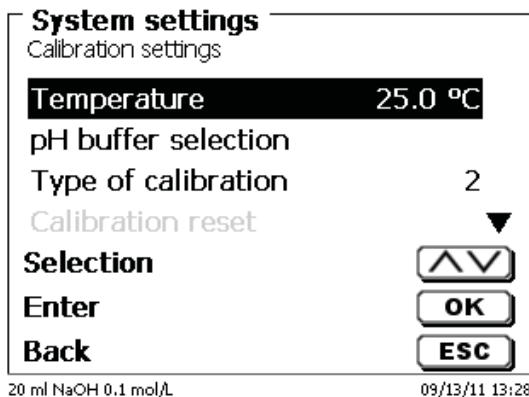 System settings
Calibration settings
Temperature 25.0 ºC
pH buffer selection
Type of calibration 2
Calibration reset
Selection
Enter OK
Back ESC
20 ml NaOH 0.1 mol/L 09/13/11 13:28